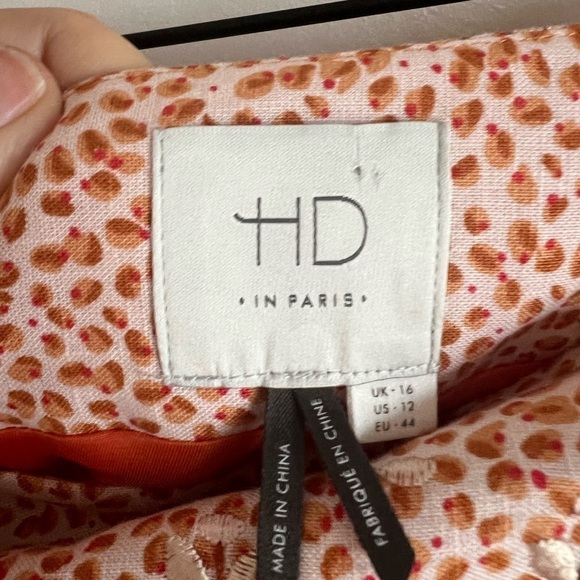 HD
• IN PARIS •
UK - 16
US - 12
EU - 44
MADE IN CHINA
FABRIQUÉ EN CHINE